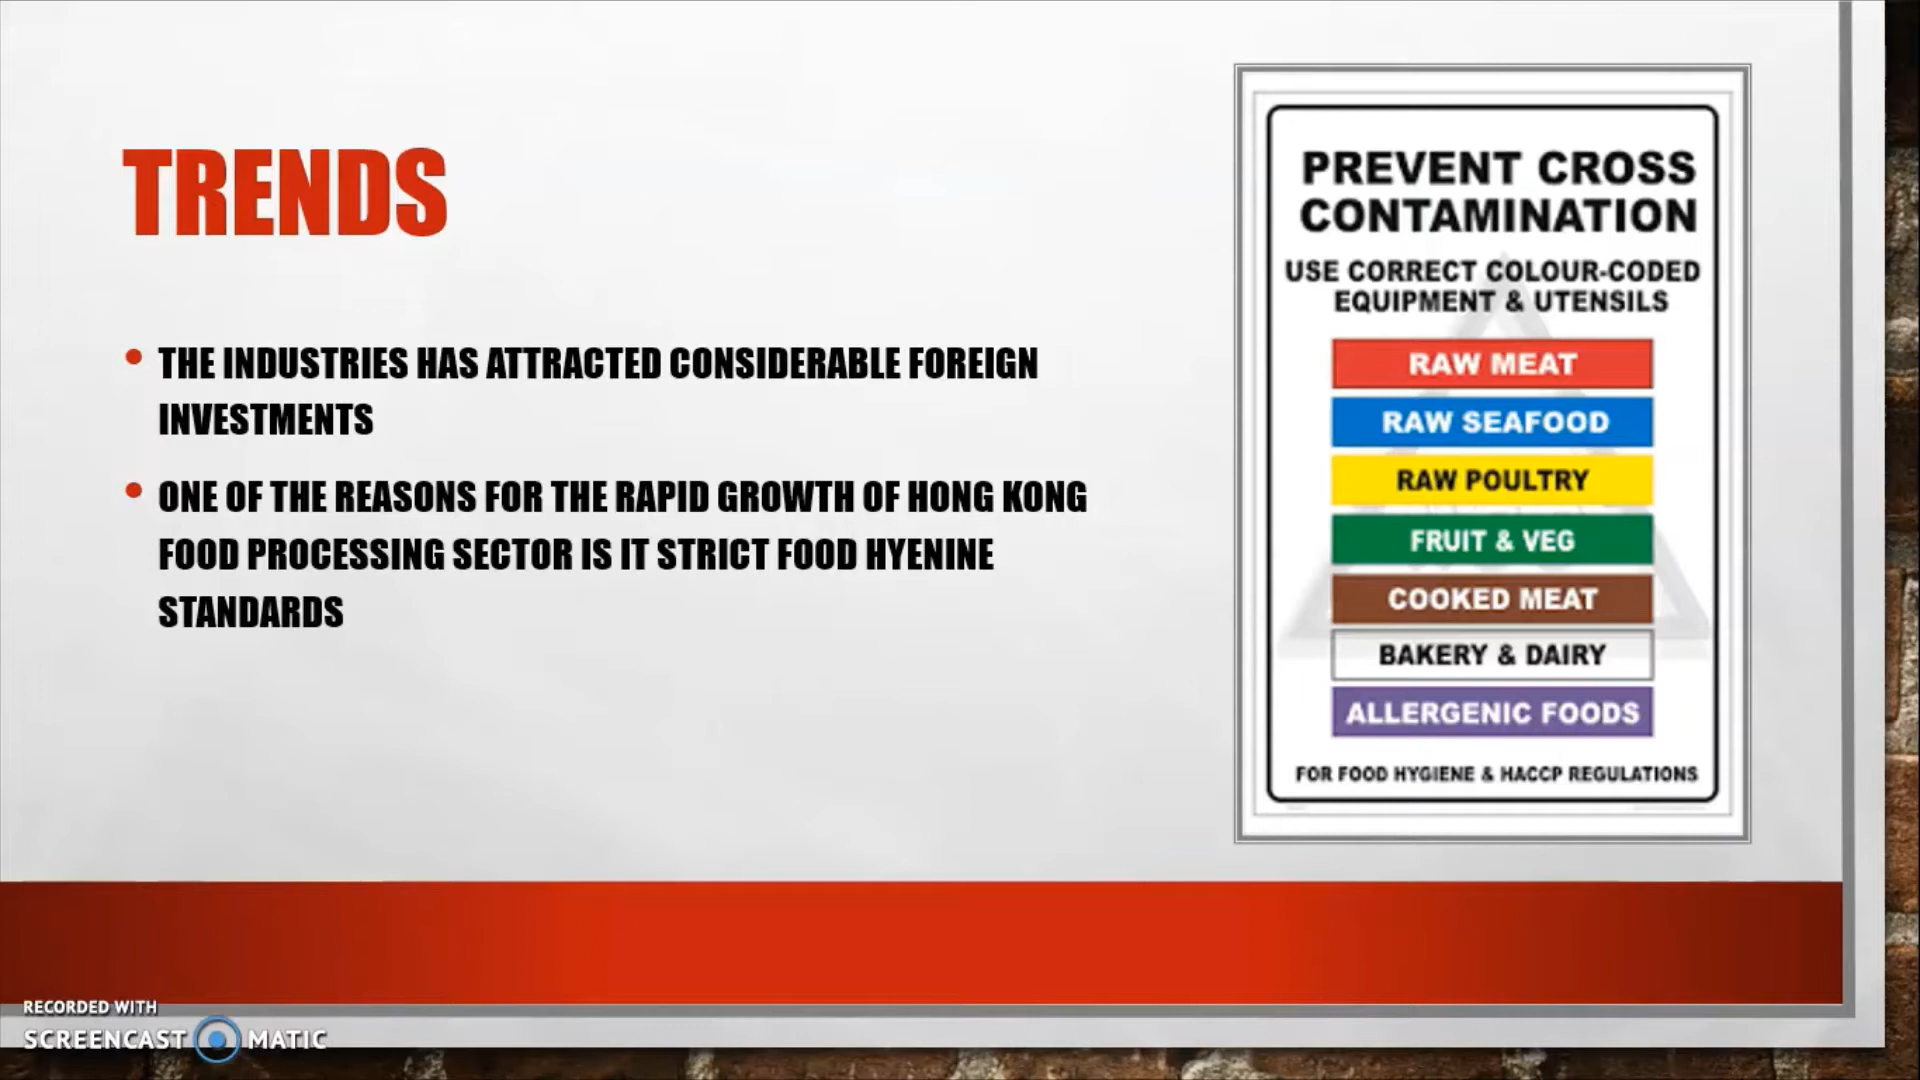 TRENDS
THE INDUSTRIES HAS ATTRACTED CONSIDERABLE FOREIGN
INVESTMENTS
ONE OF THE REASONS FOR THE RAPID GROWTH OF HONG KONG
FOOD PROCESSING SECTOR IS IT STRICT FOOD HYENINE
STANDARDS
PREVENT CROSS
CONTAMINATION
USE CORRECT COLOUR-CODED
EQUIPMENT & UTENSILS
RAW MEAT
RAW SEAFOOD
RAW POULTRY
FRUIT & VEG
COOKED MEAT
BAKERY & DAIRY
ALLERGENIC FOODS
FOR FOOD HYGIENE & HACCP REGULATIONS
RECORDED WITH
SCREENCAST MATIC